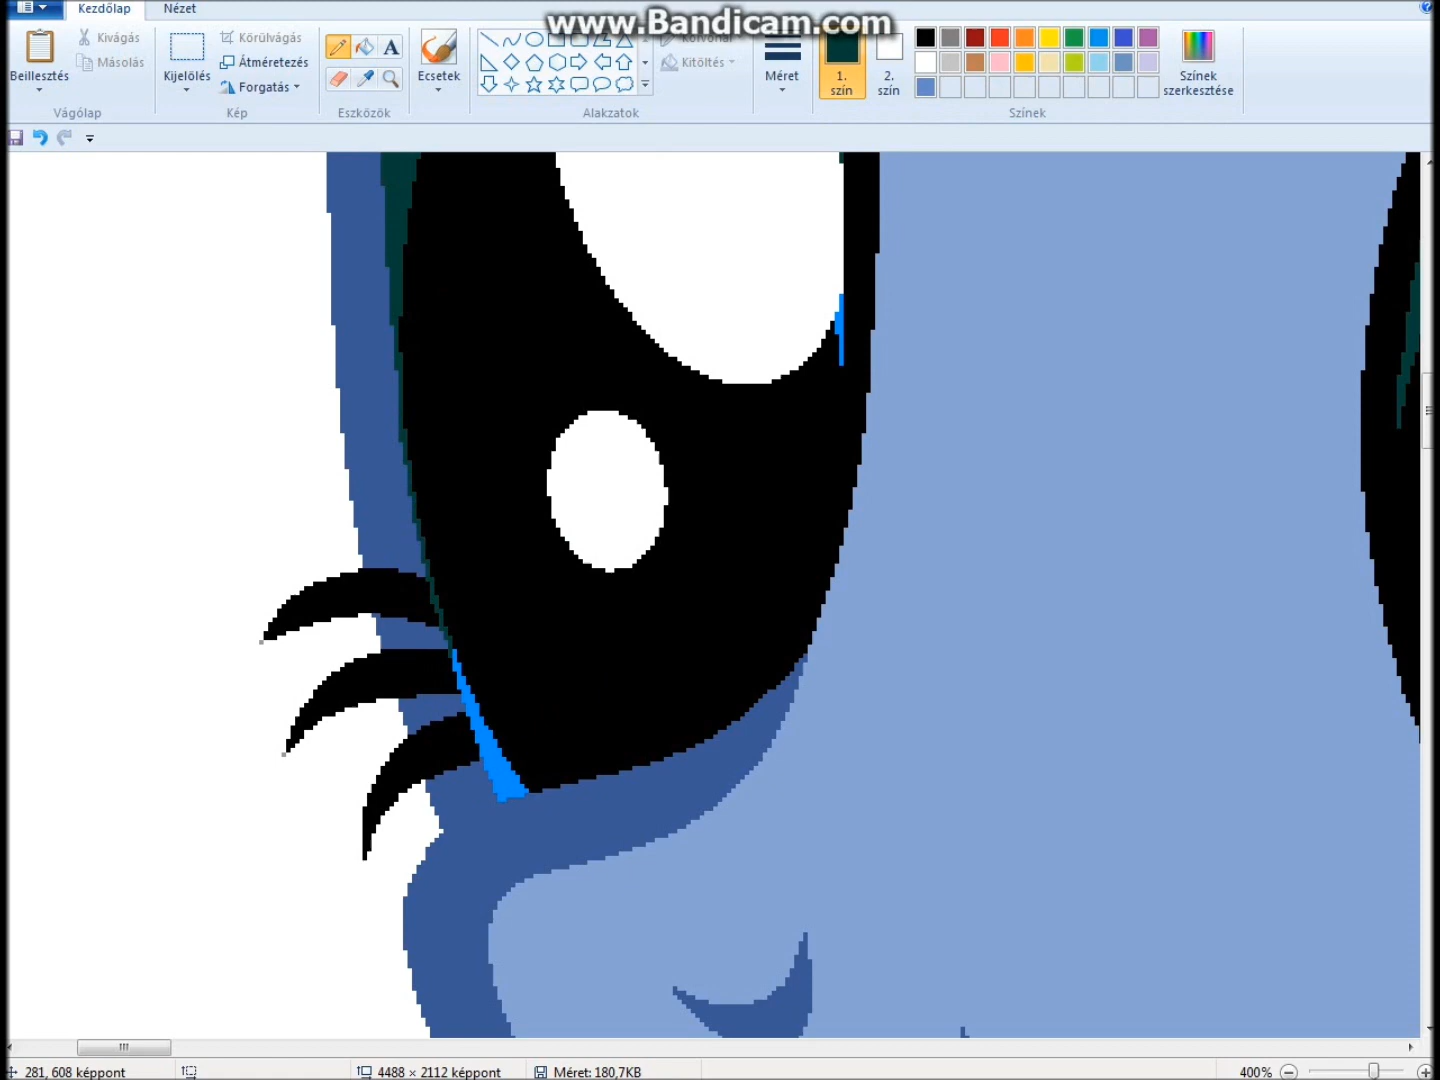 Kezdőlap Nézet
www.Bandicam.com
Beillesztés
Kivágás
Másolás
Vágólap
Kijelölés
Körülvágás
Átméretezés
Forgatás
Kép
A
Eszközök
Ecsetek
Alakzatok
Kitöltés
Méret
1.
szín
2.
szín
Színek
szerkesztése
Színek
281, 608 képpont
4488 × 2112 képpont
Méret: 180,7KB
400%